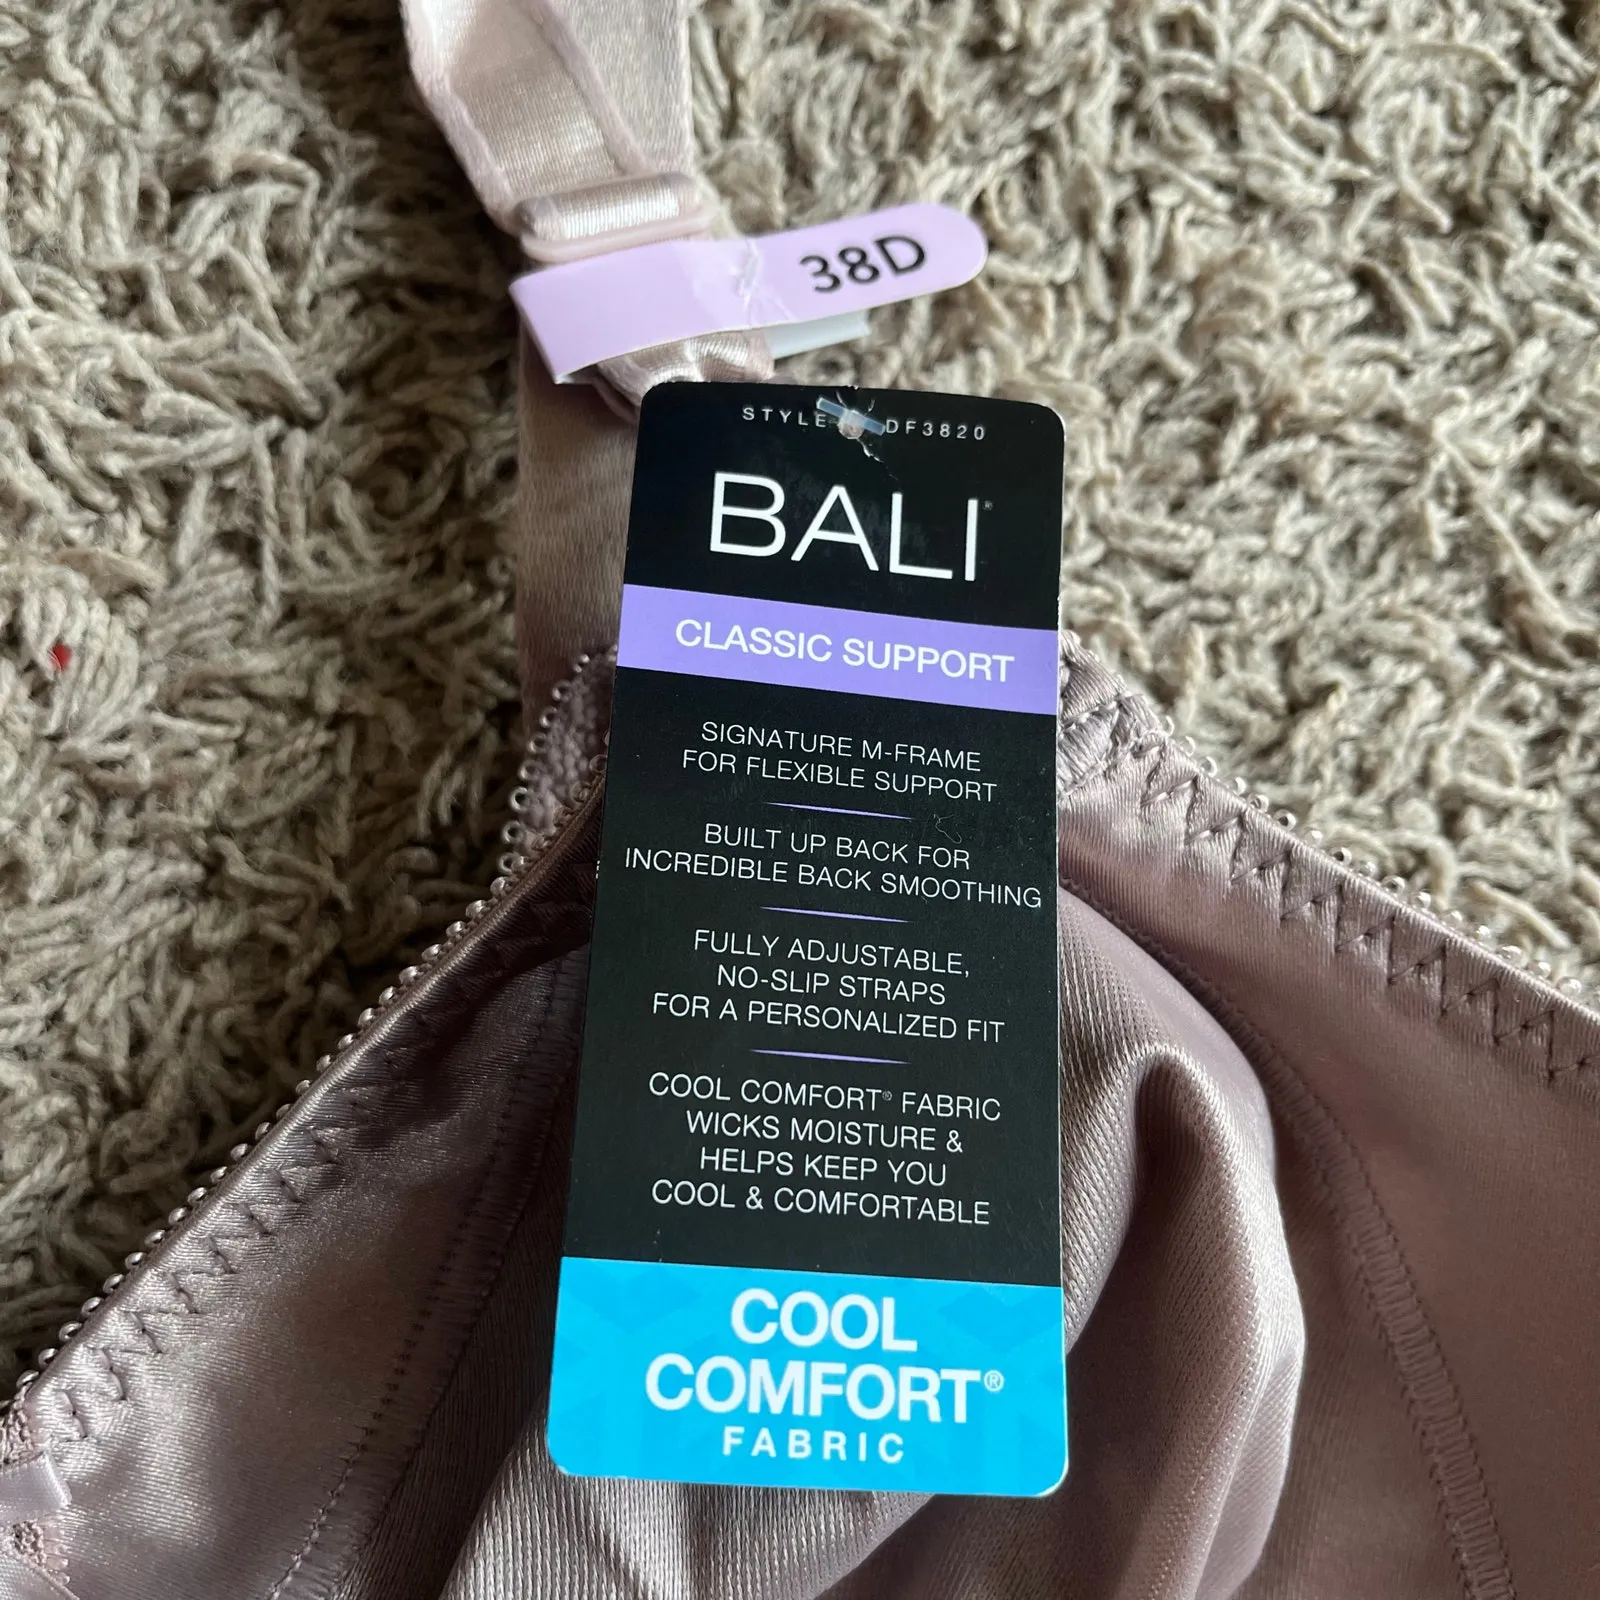 38D
STYLE DF3820
BALI®
CLASSIC SUPPORT
SIGNATURE M-FRAME
FOR FLEXIBLE SUPPORT
BUILT UP BACK FOR
INCREDIBLE BACK SMOOTHING
FULLY ADJUSTABLE,
NO-SLIP STRAPS
FOR A PERSONALIZED FIT
COOL COMFORT® FABRIC
WICKS MOISTURE &
HELPS KEEP YOU
COOL & COMFORTABLE
COOL
COMFORT®
FABRIC